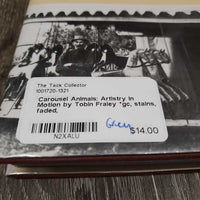 The Tack Collector
1001720-1321
Carousel Animals: Artistry in
Motion by Tobin Fraley *gc, stains,
faded,
N2XALU
Grey
$14.00